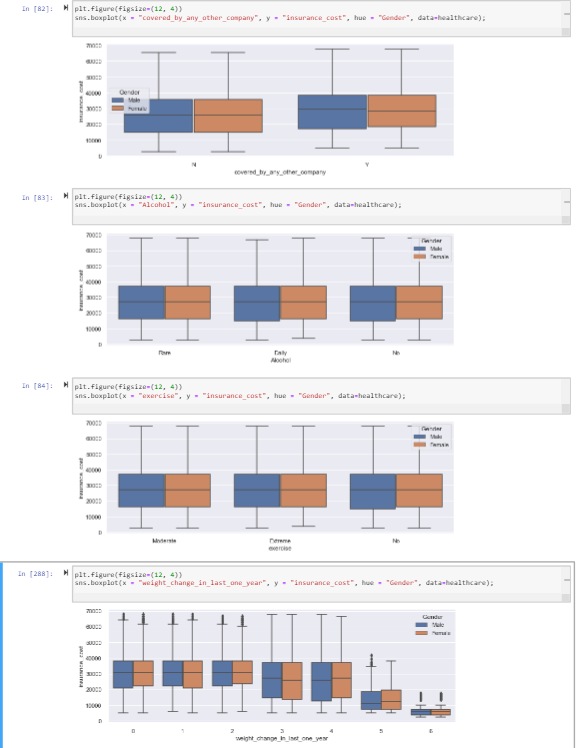 In [82]:
plt.figure(figsize=(12, 4))
sns.boxplot(x = "covered_by_any_other_company", y = "insurance_cost", hue = "Gender", data=healthcare);
70000
60000
50000
40000
30000
20000
10000
0
insurance_cost
Gender
Male
Female
N Y
covered_by_any_other_company
In [83]:
plt.figure(figsize=(12, 4))
sns.boxplot(x = "Alcohol", y = "insurance_cost", hue = "Gender", data=healthcare);
70000
60000
50000
40000
30000
20000
10000
0
insurance_cost
Gender
Male
Female
Rare Daily No
Alcohol
In [84]:
plt.figure(figsize=(12, 4))
sns.boxplot(x = "exercise", y = "insurance_cost", hue = "Gender", data=healthcare);
70000
60000
50000
40000
30000
20000
10000
0
insurance_cost
Gender
Male
Female
Moderate Extreme No
exercise
In [288]:
plt.figure(figsize=(12, 4))
sns.boxplot(x = "weight_change_in_last_one_year", y = "insurance_cost", hue = "Gender", data=healthcare);
70000
60000
50000
40000
30000
20000
10000
0
insurance_cost
Gender
Male
Female
0 1 2 3 4 5 6
weight_change_in_last_one_year